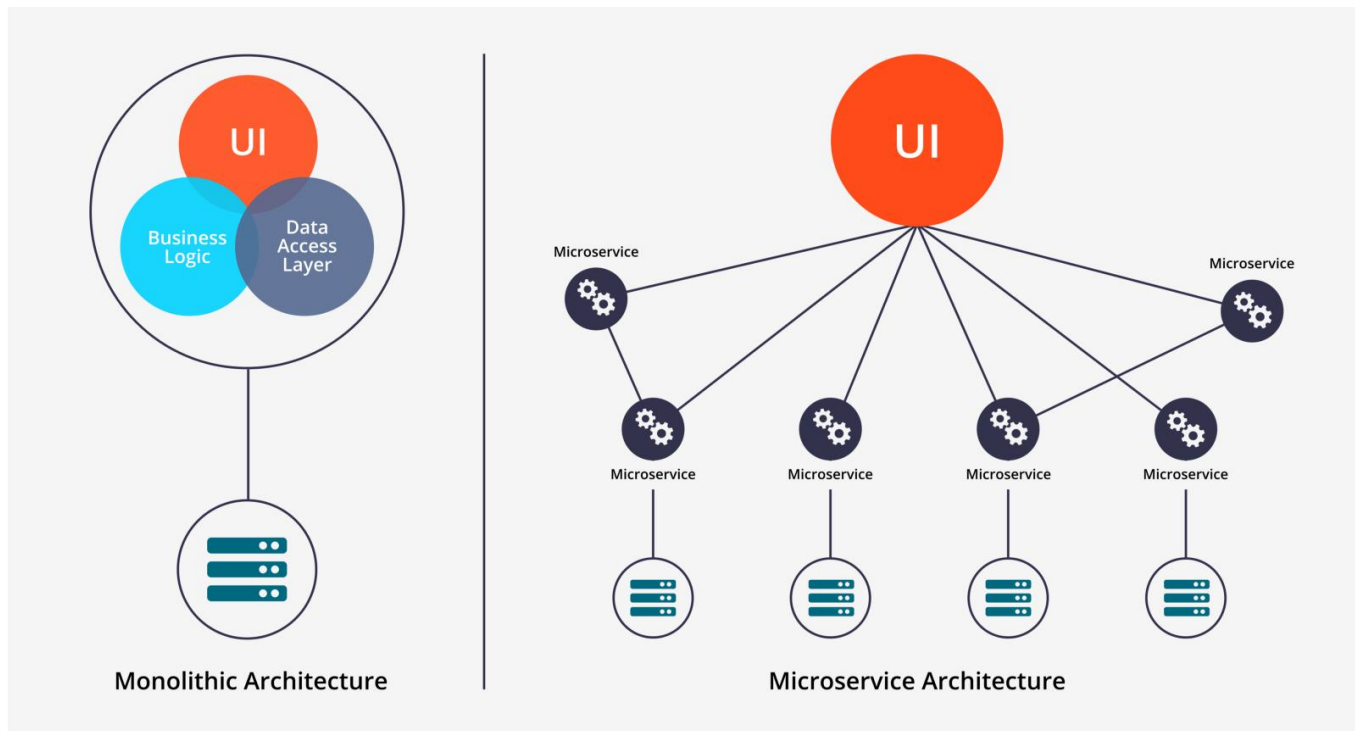 UI
Business
Logic
Data
Access
Layer
Monolithic Architecture
UI
Microservice
Microservice
Microservice
Microservice
Microservice
Microservice
Microservice Architecture